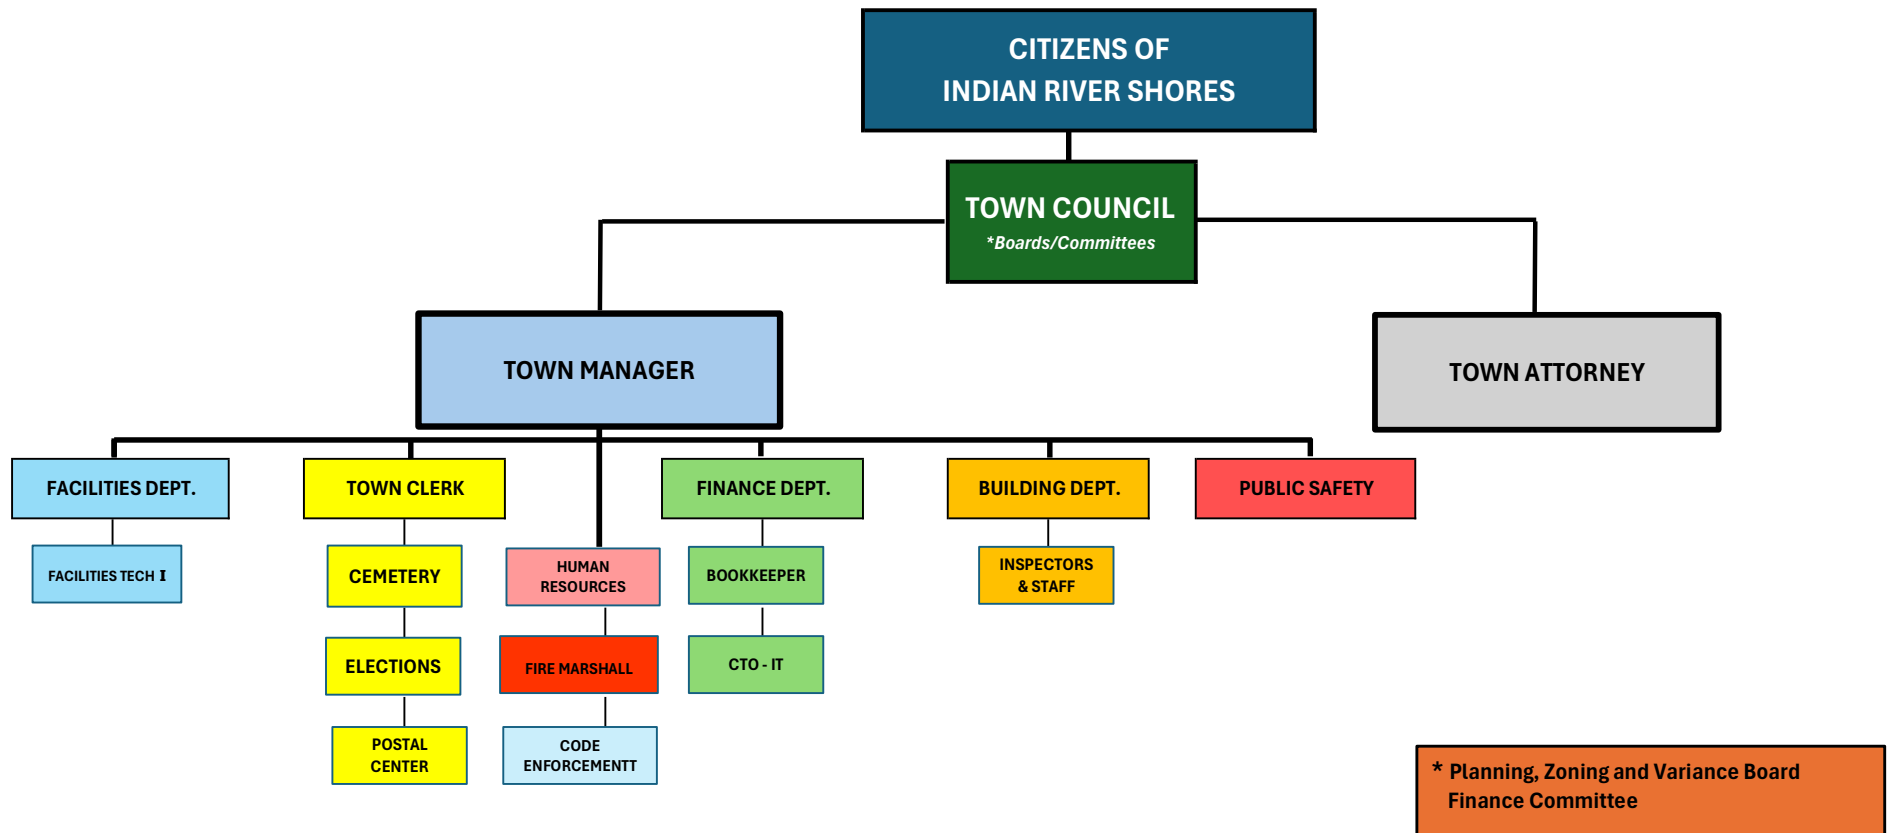 CITIZENS OF
INDIAN RIVER SHORES
TOWN COUNCIL
*Boards/Committees
TOWN MANAGER
TOWN ATTORNEY
FACILITIES DEPT.
TOWN CLERK
FINANCE DEPT.
BUILDING DEPT.
PUBLIC SAFETY
FACILITIES TECH I
CEMETERY
HUMAN
RESOURCES
BOOKKEEPER
INSPECTORS
& STAFF
ELECTIONS
FIRE MARSHALL
CTO - IT
POSTAL
CENTER
CODE
ENFORCEMENTT
* Planning, Zoning and Variance Board
Finance Committee